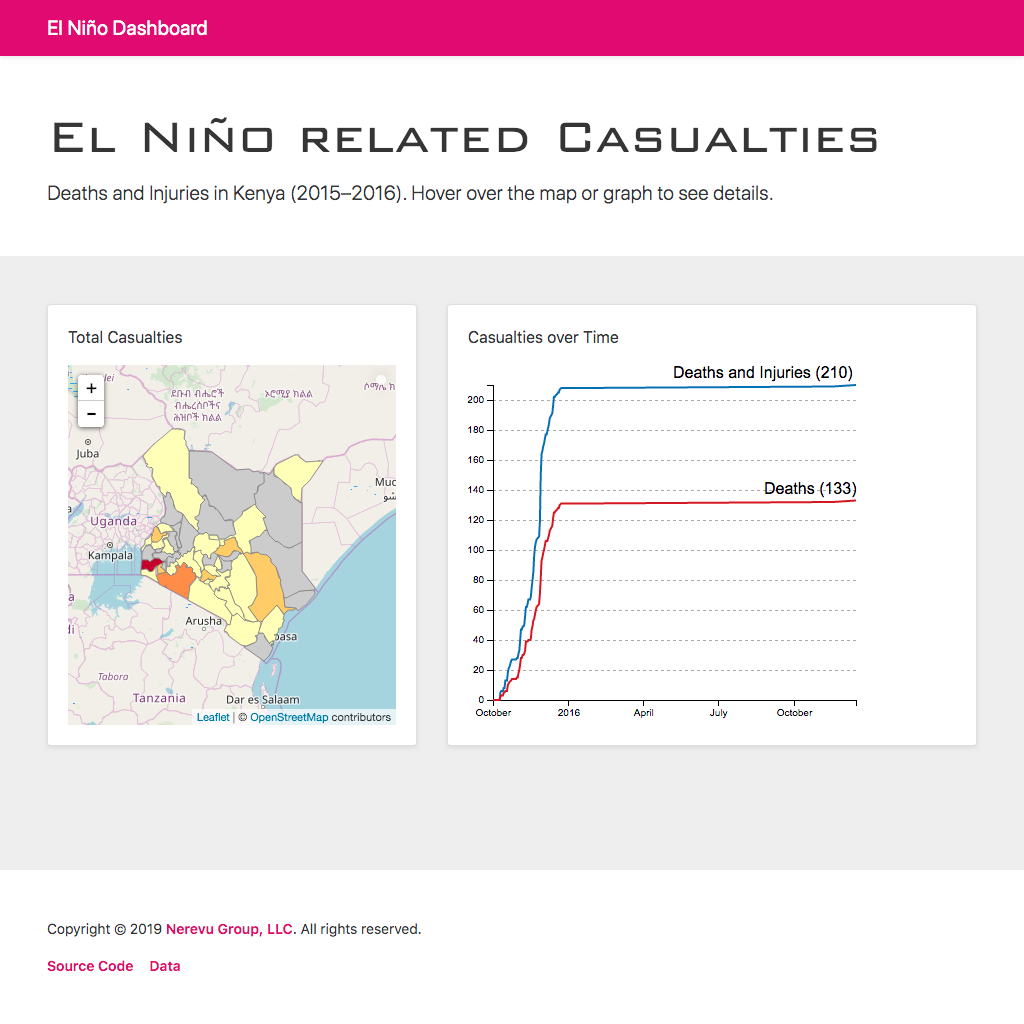 El Niño Dashboard
El Niño related Casualties
Deaths and Injuries in Kenya (2015–2016). Hover over the map or graph to see details.
Total Casualties
+
−
Juba
ደቡብ ብሔሮች
ብሔረሰቦችና
ሕዝቦች ክልል
ኦሮሚያ ክልል
Uganda
Kampala
Arusha
Tabora
Tanzania
Dar es Salaam
Leaflet | © OpenStreetMap contributors
Casualties over Time
Deaths and Injuries (210)
Deaths (133)
200
180
160
140
120
100
80
60
40
20
0
October
2016
April
July
October
Copyright © 2019 Nerevu Group, LLC. All rights reserved.
Source Code
Data